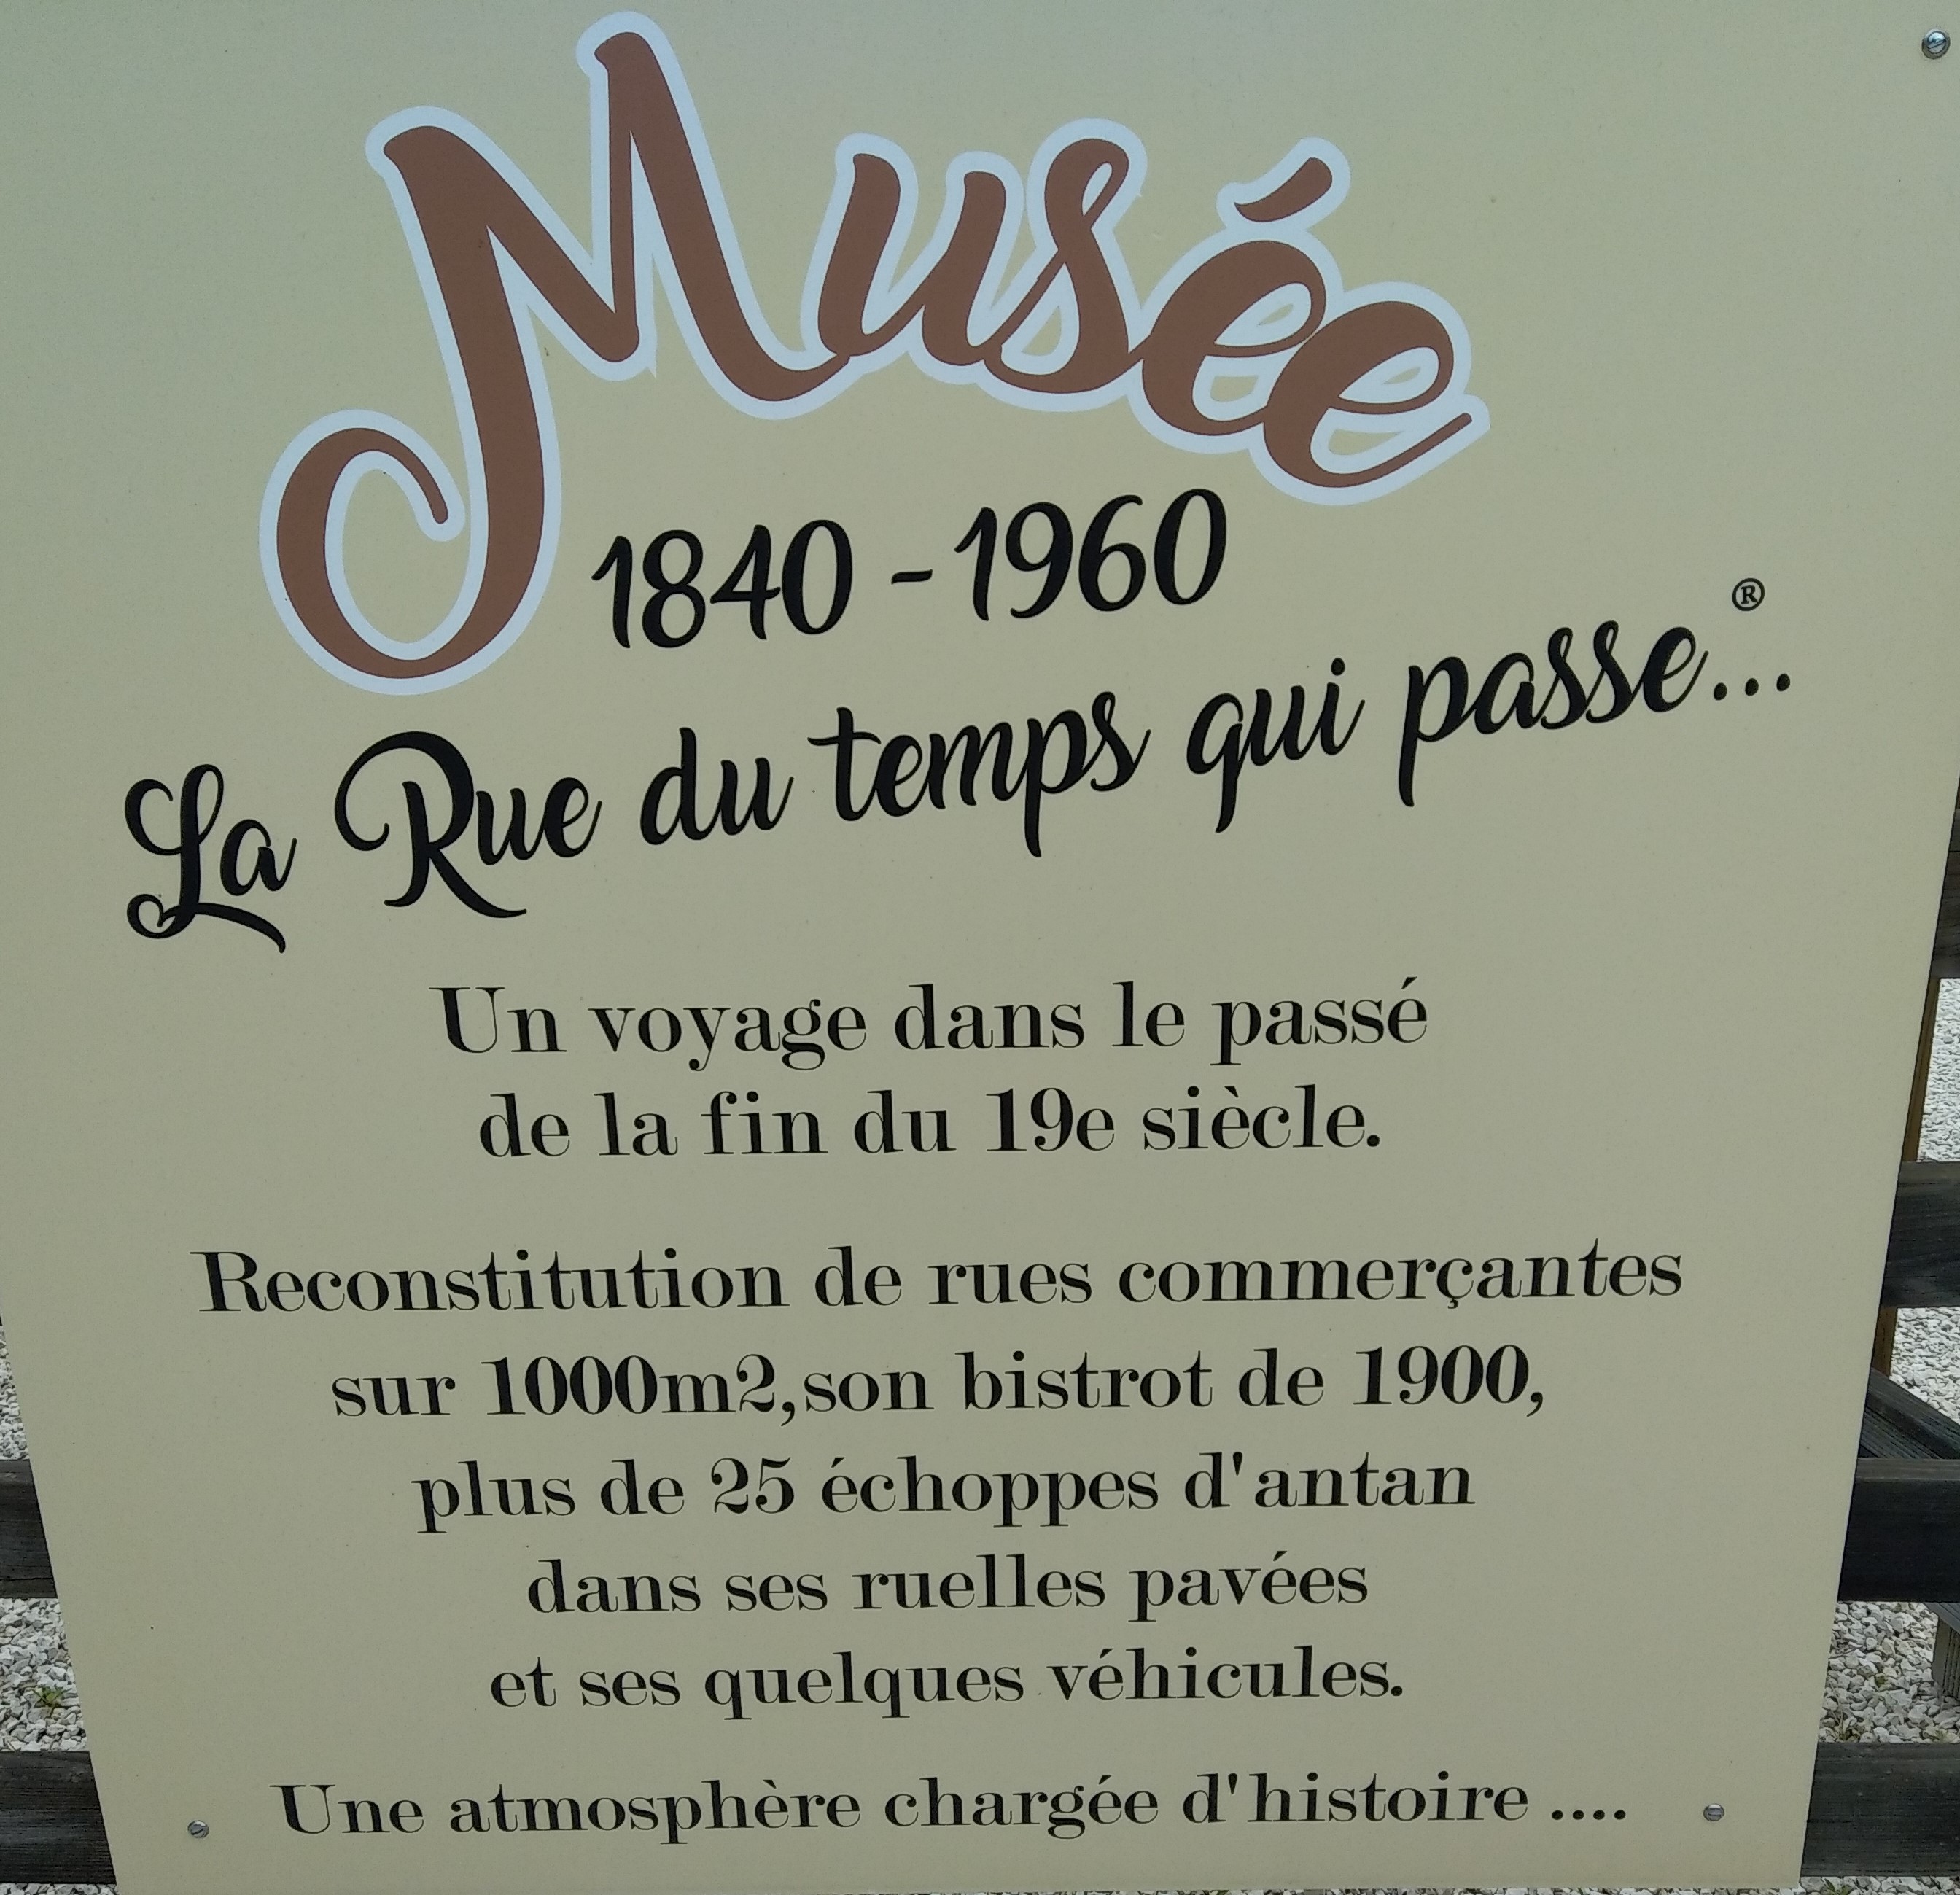 Musée
1840 - 1960
La Rue du temps qui passe...®
Un voyage dans le passé
de la fin du 19e siècle.
Reconstitution de rues commerçantes
sur 1000m2,son bistrot de 1900,
plus de 25 échoppes d'antan
dans ses ruelles pavées
et ses quelques véhicules.
Une atmosphère chargée d'histoire ....